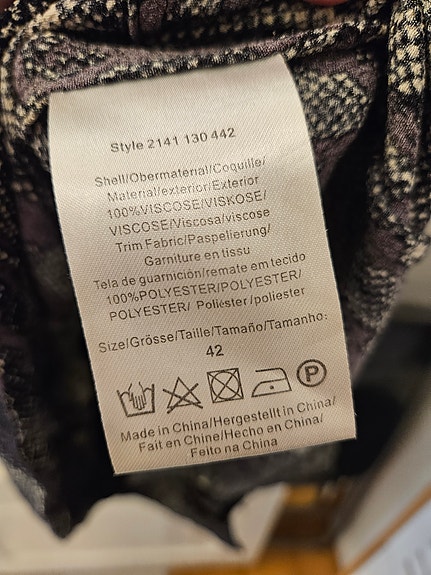 Style 2141 130 442
Shell/Obermaterial/Coquille/
Material/exterior/Exterior
100%VISCOSE/VISKOSE/
VISCOSE/Viscosa/viscose
Trim Fabric/Paspelierung/
Garniture en tissu
Tela de guarnición/remate em tecido
100%POLYESTER/POLYESTER/
POLYESTER/ Poliéster/poliester
Size/Grösse/Taille/Tamaño/Tamanho:
42
P
Made in China/Hergestellt in China/
Fait en Chine/Hecho en China/
Feito na China